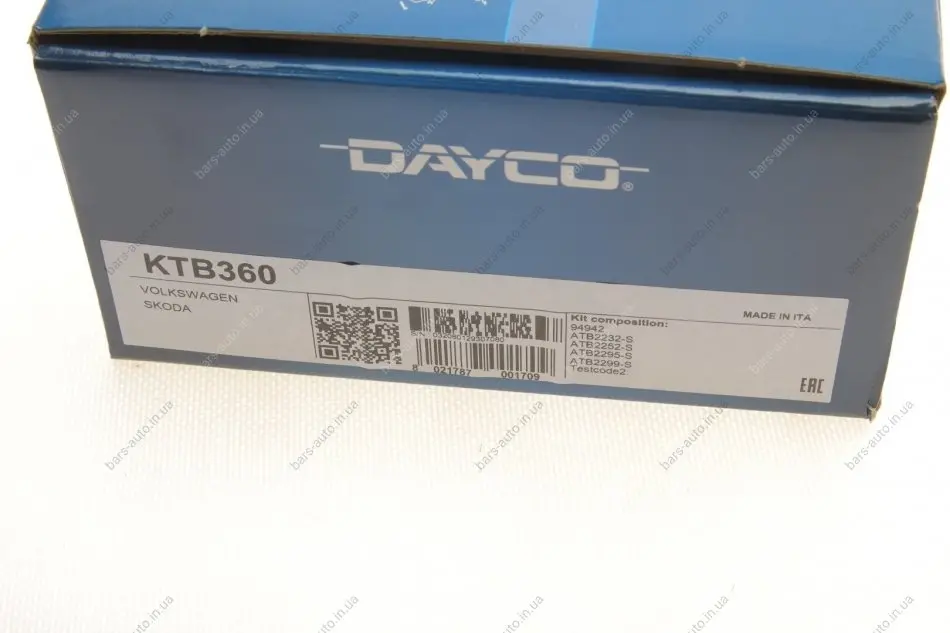 DAYCO®
KTB360
VOLKSWAGEN
SKODA
MADE IN ITA
Kit composition:
94942
ATB2232-S
ATB2252-S
ATB2295-S
ATB2299-S
Testcode2
8 021787 001709
EAC
bars-auto.in.ua